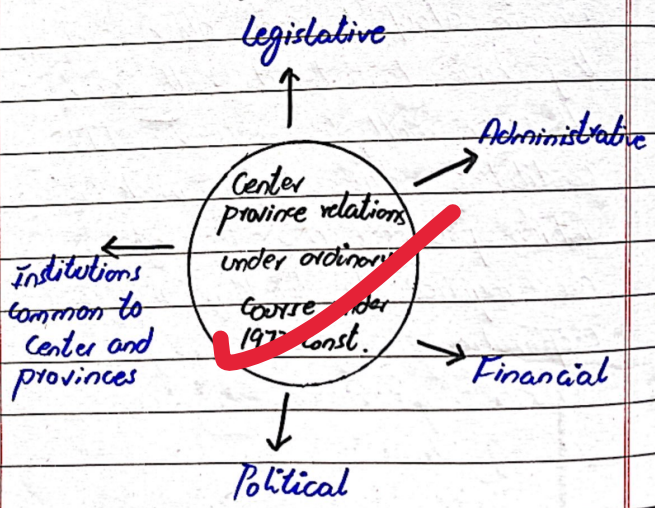 Legislative
Administrative
Center
province relations
under ordinary
Course under
1973 Const.
Institutions
Common to
Center and
provinces
Financial
Political